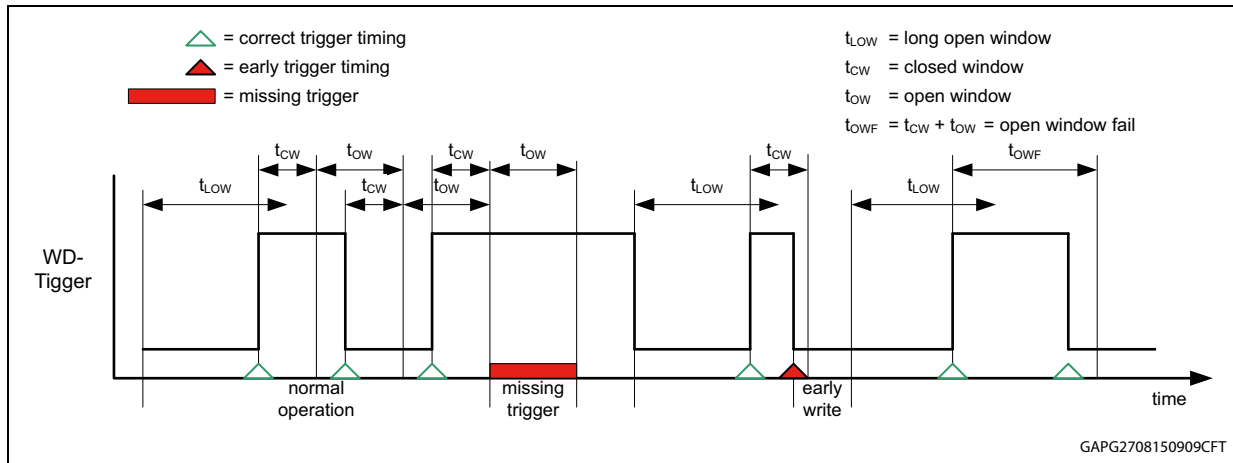 = correct trigger timing
= early trigger timing
= missing trigger
tLOW = long open window
tCW = closed window
tOW = open window
tOWF = tCW + tOW = open window fail
tCW tOW tCW tOW tCW tOWF
tLOW tCW tOW tLOW tLOW
WD-
Tigger
normal
operation
missing
trigger
early
write
time
GAPG2708150909CFT